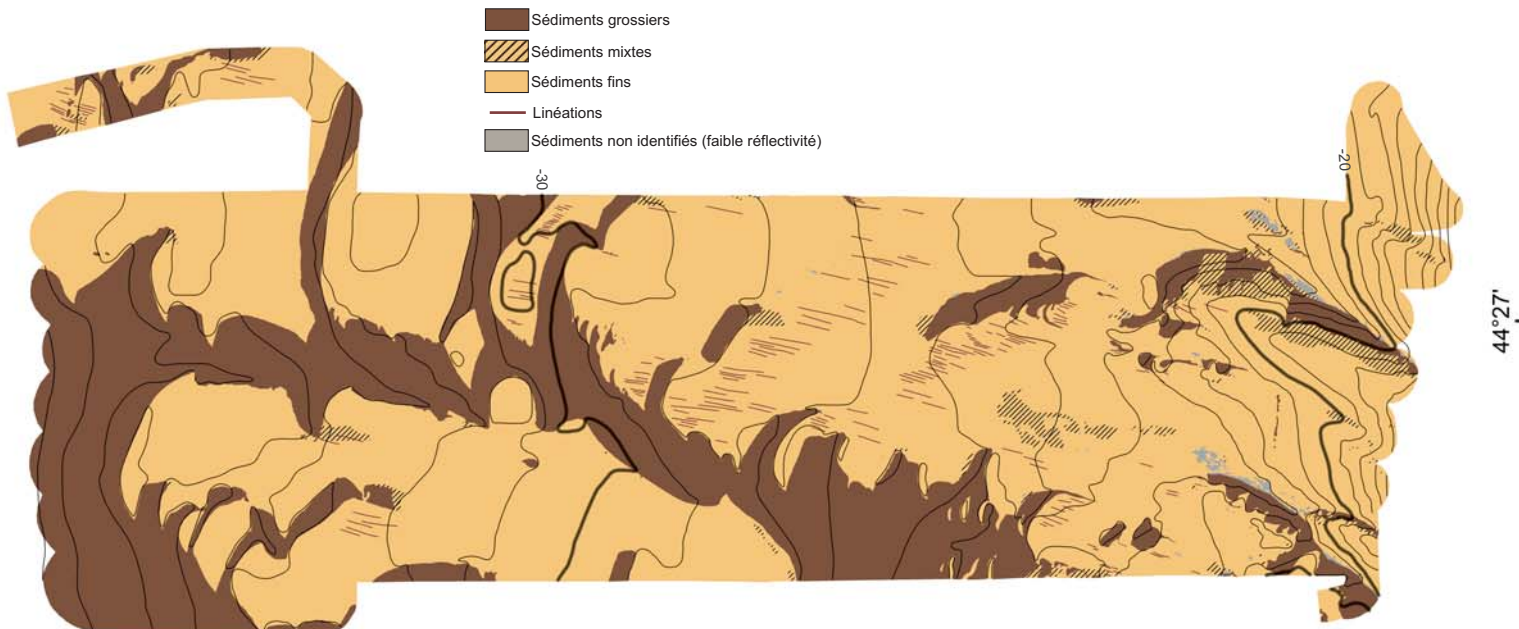 Sédiments grossiers
Sédiments mixtes
Sédiments fins
Linéations
Sédiments non identifiés (faible réflectivité)
-30
-20
44°27'